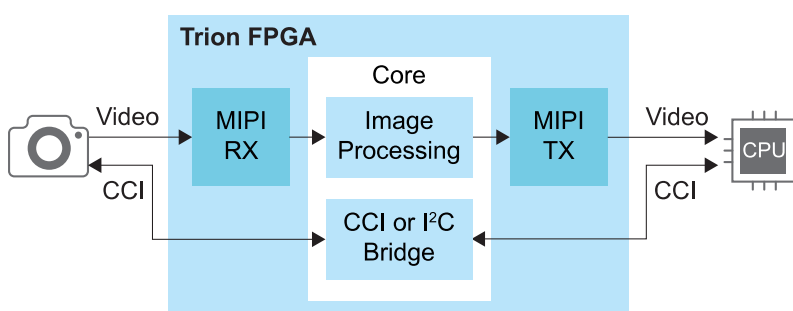 Trion FPGA
Core
Video
MIPI
RX
Image
Processing
MIPI
TX
Video
CPU
CCI
CCI or I²C
Bridge
CCI